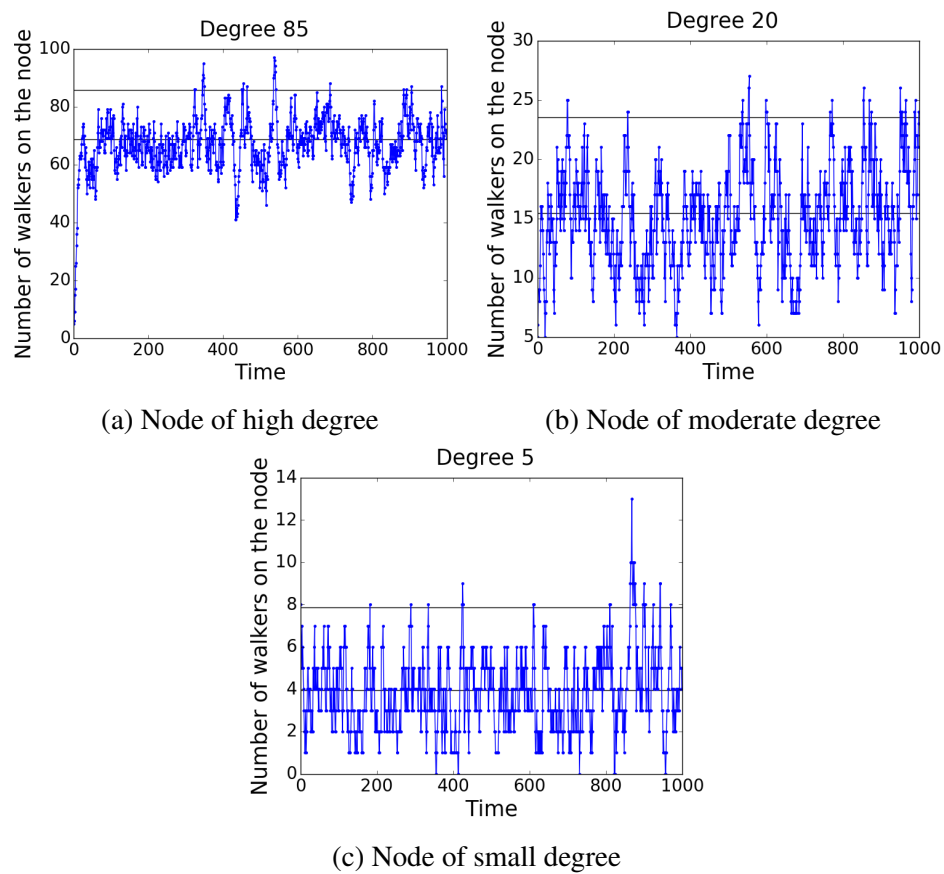 Degree 85
Number of walkers on the node
100
80
60
40
20
0
0 200 400 600 800 1000
Time
(a) Node of high degree
Degree 20
Number of walkers on the node
30
25
20
15
10
5
0 200 400 600 800 1000
Time
(b) Node of moderate degree
Degree 5
Number of walkers on the node
14
12
10
8
6
4
2
0
0 200 400 600 800 1000
Time
(c) Node of small degree